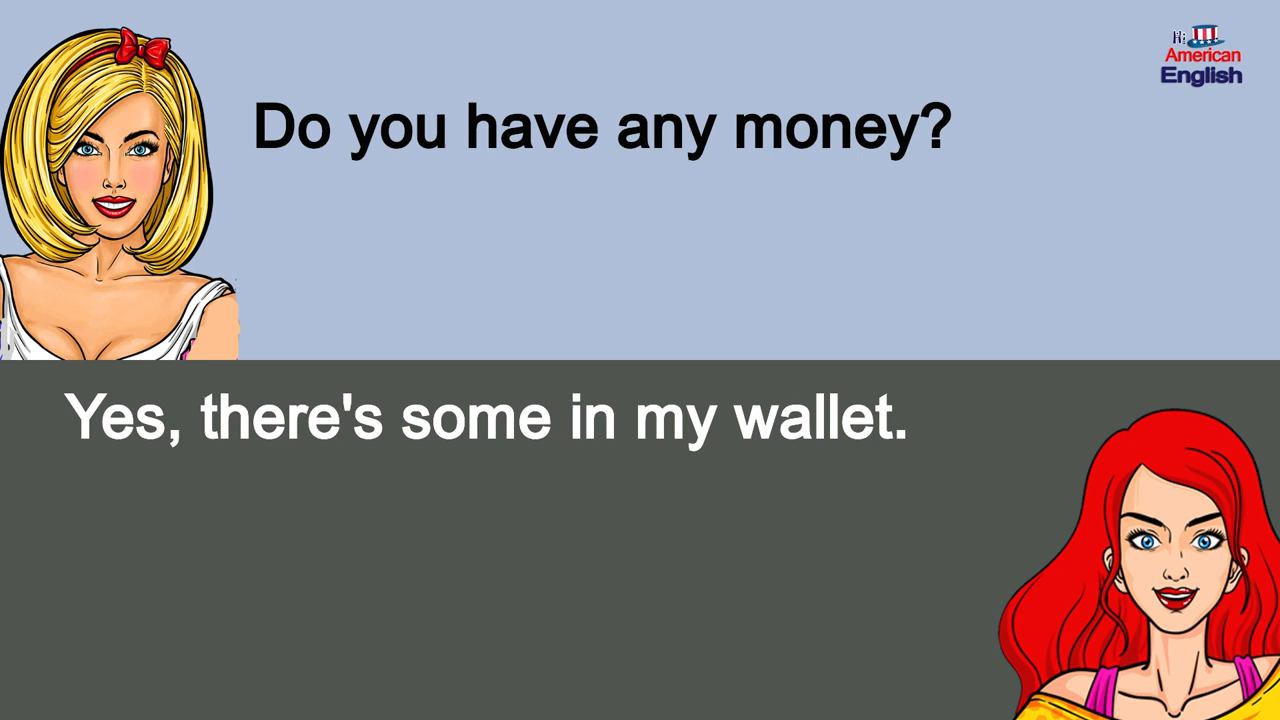 Hi
American
English
Do you have any money?
Yes, there's some in my wallet.